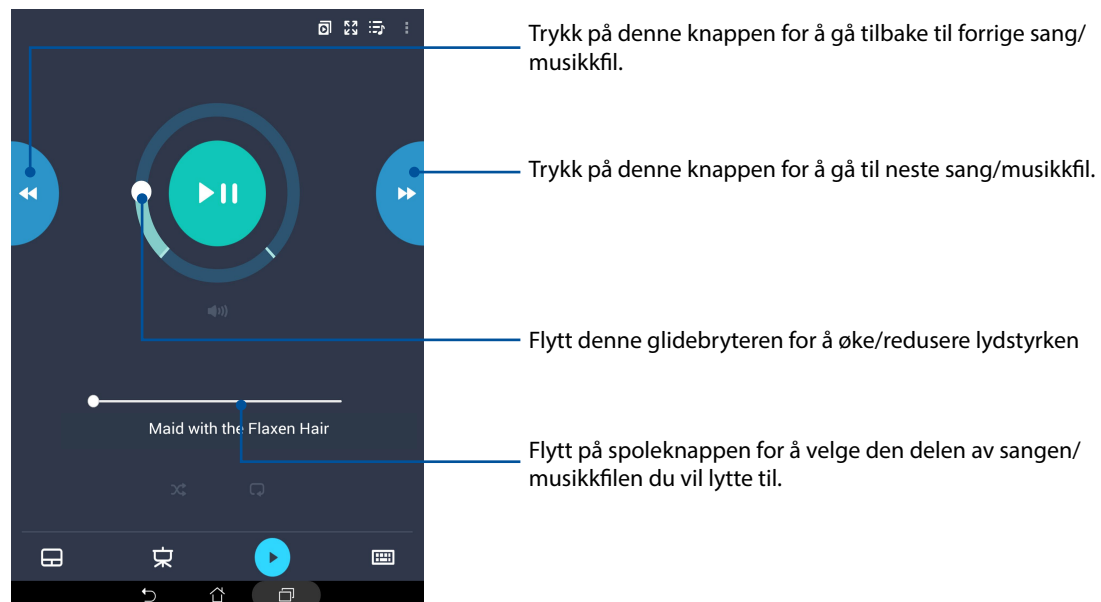 Trykk på denne knappen for å gå tilbake til forrige sang/
musikkfil.
Trykk på denne knappen for å gå til neste sang/musikkfil.
Flytt denne glidebryteren for å øke/redusere lydstyrken
Maid with the Flaxen Hair
Flytt på spoleknappen for å velge den delen av sangen/
musikkfilen du vil lytte til.